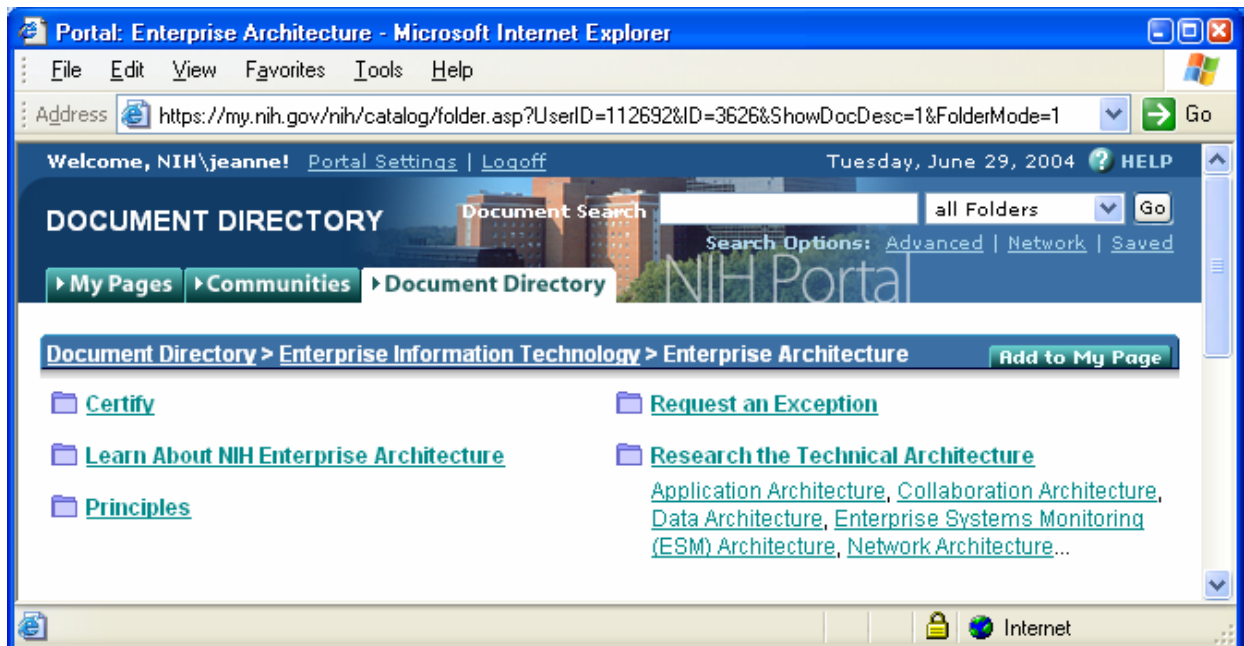 Portal: Enterprise Architecture - Microsoft Internet Explorer
File Edit View Favorites Tools Help
Address https://my.nih.gov/nih/catalog/folder.asp?UserID=112692&ID=3626&ShowDocDesc=1&FolderMode=1 Go
Welcome, NIH\jeanne! Portal Settings | Logoff Tuesday, June 29, 2004 ? HELP
DOCUMENT DIRECTORY Document Search all Folders Go
Search Options: Advanced | Network | Saved
NIH Portal
My Pages Communities Document Directory
Document Directory > Enterprise Information Technology > Enterprise Architecture Add to My Page
Certify Request an Exception
Learn About NIH Enterprise Architecture Research the Technical Architecture
Principles Application Architecture, Collaboration Architecture,
Data Architecture, Enterprise Systems Monitoring
(ESM) Architecture, Network Architecture...
Internet